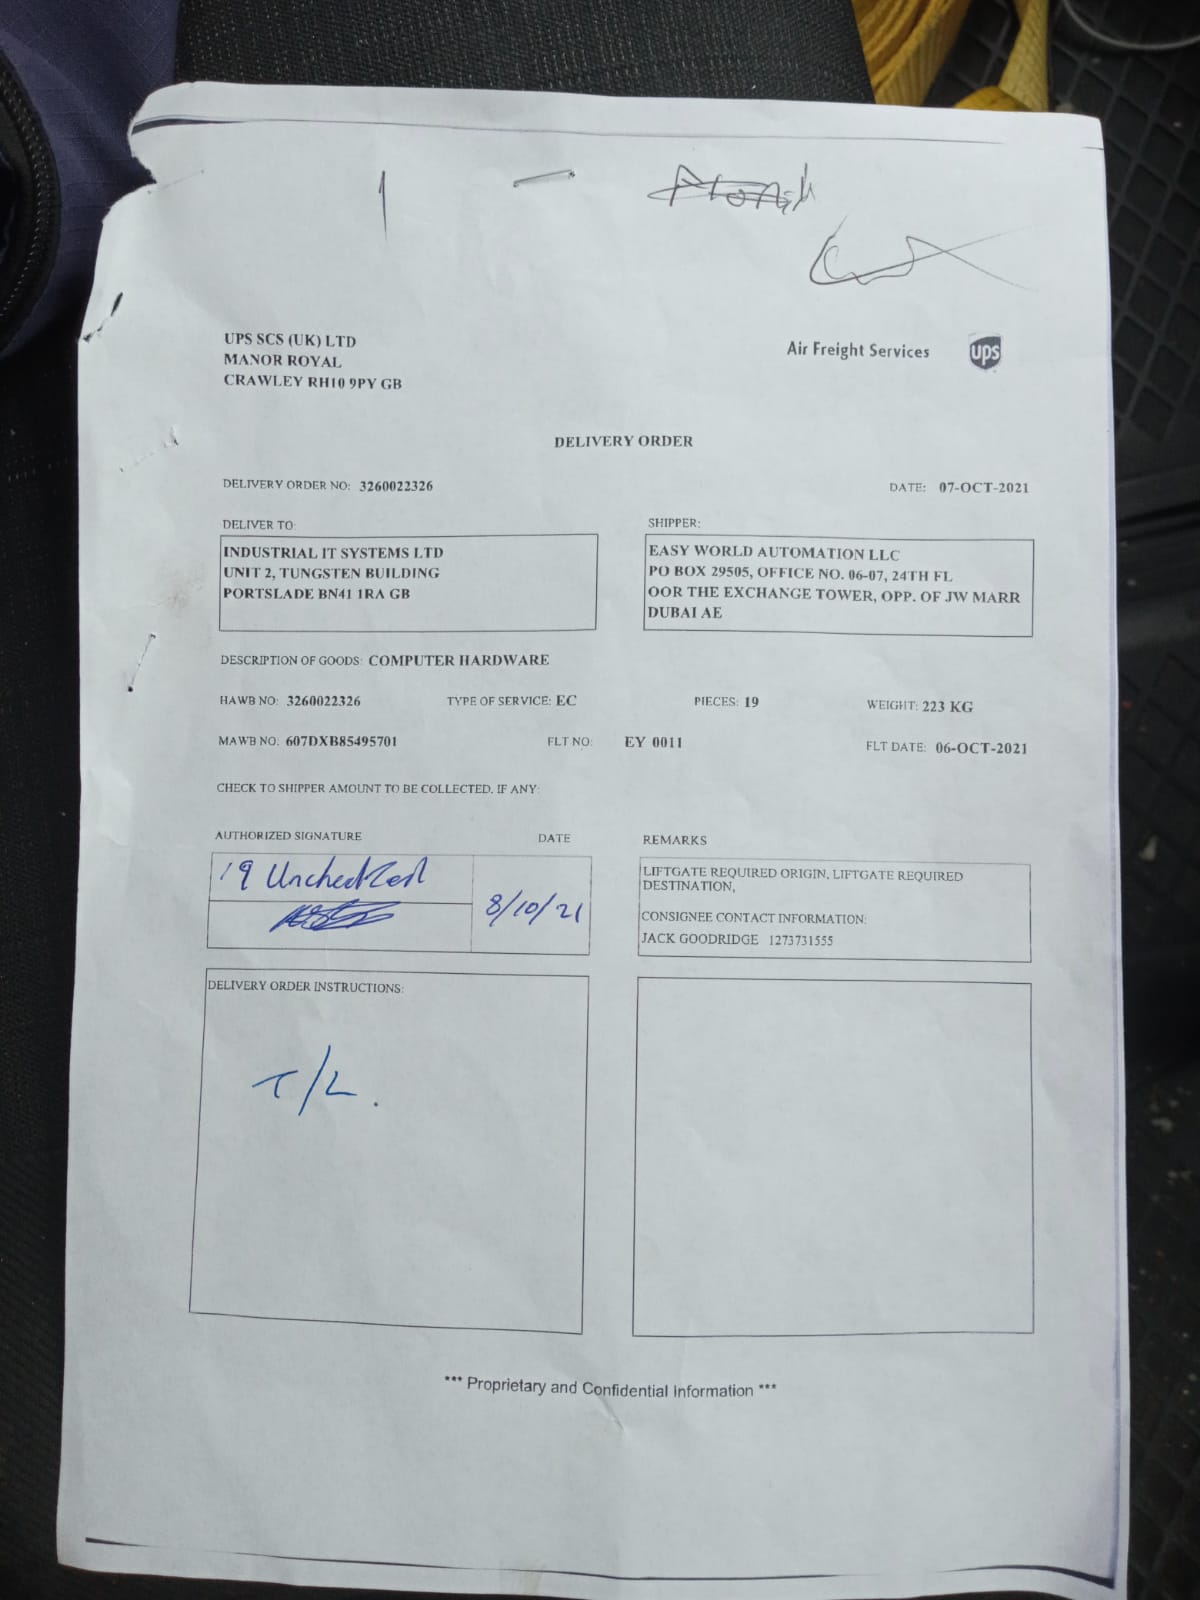 UPS SCS (UK) LTD
MANOR ROYAL
CRAWLEY RH10 9PY GB
Air Freight Services
ups
DELIVERY ORDER
DELIVERY ORDER NO: 3260022326
DATE: 07-OCT-2021
DELIVER TO:
INDUSTRIAL IT SYSTEMS LTD
UNIT 2, TUNGSTEN BUILDING
PORTSLADE BN41 1RA GB
SHIPPER:
EASY WORLD AUTOMATION LLC
PO BOX 29505, OFFICE NO. 06-07, 24TH FL
OOR THE EXCHANGE TOWER, OPP. OF JW MARR
DUBAI AE
DESCRIPTION OF GOODS: COMPUTER HARDWARE
HAWB NO: 3260022326 TYPE OF SERVICE: EC PIECES: 19 WEIGHT: 223 KG
MAWB NO. 607DXB85495701 FLT NO: EY 0011 FLT DATE: 06-OCT-2021
CHECK TO SHIPPER AMOUNT TO BE COLLECTED. IF ANY:
AUTHORIZED SIGNATURE DATE
19 Unchecked
8/10/21
REMARKS
LIFTGATE REQUIRED ORIGIN, LIFTGATE REQUIRED
DESTINATION,
CONSIGNEE CONTACT INFORMATION:
JACK GOODRIDGE 1273731555
DELIVERY ORDER INSTRUCTIONS:
T/L.
*** Proprietary and Confidential Information ***